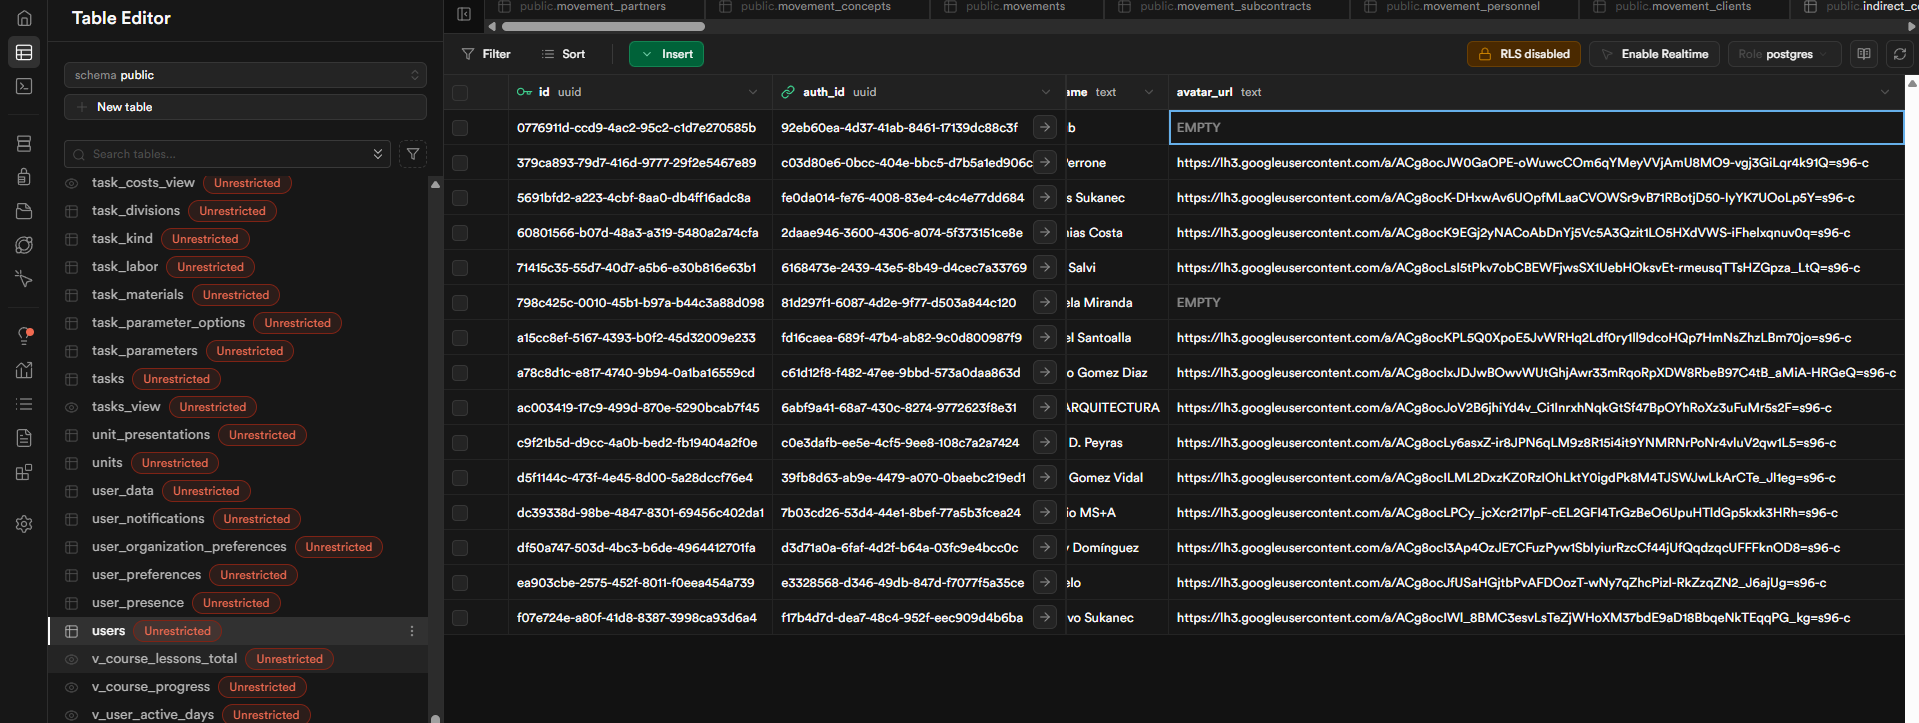 Table Editor
public.movement_partners
public.movement_concepts
public.movements
public.movement_subcontracts
public.movement_personnel
public.movement_clients
public.indirect_c
schema public
New table
Search tables...
Filter
Sort
Insert
RLS disabled
Enable Realtime
Role postgres
task_costs_view Unrestricted
task_divisions Unrestricted
task_kind Unrestricted
task_labor Unrestricted
task_materials Unrestricted
task_parameter_options Unrestricted
task_parameters Unrestricted
tasks Unrestricted
tasks_view Unrestricted
unit_presentations Unrestricted
units Unrestricted
user_data Unrestricted
user_notifications Unrestricted
user_organization_preferences Unrestricted
user_preferences Unrestricted
user_presence Unrestricted
users Unrestricted
v_course_lessons_total Unrestricted
v_course_progress Unrestricted
v_user_active_days Unrestricted
id uuid auth_id uuid ame text avatar_url text
0776911d-ccd9-4ac2-95c2-c1d7e270585b 92eb60ea-4d37-41ab-8461-17139dc88c3f b EMPTY
379ca893-79d7-416d-9777-29f2e5467e89 c03d80e6-0bcc-404e-bbc5-d7b5a1ed906c errone https://lh3.googleusercontent.com/a/ACg8ocJW0GaOPE-oWuwcCOm6qYMeyVVjAmU8MO9-vgj3GiLqr4k91Q=s96-c
5691bfd2-a223-4cbf-8aa0-db4ff16adc8a fe0da014-fe76-4008-83e4-c4c4e77dd684 s Sukanec https://lh3.googleusercontent.com/a/ACg8ocK-DHxwAv6UOpfMLaaCVOWSr9vB71RBotjD50-IyYK7UOoLp5Y=s96-c
60801566-b07d-48a3-a319-5480a2a74cfa 2daae946-3600-4306-a074-5f373151ce8e nias Costa https://lh3.googleusercontent.com/a/ACg8ocK9EGj2yNACoAbDnYj5Vc5A3Qzit1LO5HXdVWS-iFhelxqnuv0q=s96-c
71415c35-55d7-40d7-a5b6-e30b816e63b1 6168473e-2439-43e5-8b49-d4cec7a33769 Salvi https://lh3.googleusercontent.com/a/ACg8ocLsI5tPkv7obCBEWFjwsSX1UebHOksvEt-rmeusqTTsHZGpza_LtQ=s96-c
798c425c-0010-45b1-b97a-b44c3a88d098 81d297f1-6087-4d2e-9f77-d503a844c120 ela Miranda EMPTY
a15cc8ef-5167-4393-b0f2-45d32009e233 fd16caea-689f-47b4-ab82-9c0d800987f9 el Santoalla https://lh3.googleusercontent.com/a/ACg8ocKPL5Q0XpoE5JvWRHq2Ldf0ry1ll9dcoHQp7HmNsZhzLBm70jo=s96-c
a78c8d1c-e817-4740-9b94-0a1ba16559cd c61d12f8-f482-47ee-9bbd-573a0daa863d o Gomez Diaz https://lh3.googleusercontent.com/a/ACg8ocIxJDJwBOwvWUtGhjAwr33mRqoRpXDW8RbeB97C4tB_aMiA-HRGeQ=s96-c
ac003419-17c9-499d-870e-5290bcab7f45 6abf9a41-68a7-430c-8274-9772623f8e31 ARQUITECTURA https://lh3.googleusercontent.com/a/ACg8ocJoV2B6jhiYd4v_Ci1InrxhNqkGtSf47BpOYhRoXz3uFuMr5s2F=s96-c
c9f21b5d-d9cc-4a0b-bed2-fb19404a2f0e c0e3dafb-ee5e-4cf5-9ee8-108c7a2a7424 D. Peyras https://lh3.googleusercontent.com/a/ACg8ocLy6asxZ-ir8JPN6qLM9z8R15i4it9YNMRNrPoNr4vIuV2qw1L5=s96-c
d5f1144c-473f-4e45-8d00-5a28dccf76e4 39fb8d63-ab9e-4479-a070-0baebc219ed1 Gomez Vidal https://lh3.googleusercontent.com/a/ACg8ocILML2DxzKZ0RzIOhLktY0igdPk8M4TJSWJwLkArCTe_Jl1eg=s96-c
dc39338d-98be-4847-8301-69456c402da1 7b03cd26-53d4-44e1-8bef-77a5b3fcea24 io MS+A https://lh3.googleusercontent.com/a/ACg8ocLPCy_jcXcr217IpF-cEL2GFI4TrGzBeO6UpuHTIdGp5kxk3HRh=s96-c
df50a747-503d-4bc3-b6de-4964412701fa d3d71a0a-6faf-4d2f-b64a-03fc9e4bcc0c y Domínguez https://lh3.googleusercontent.com/a/ACg8ocI3Ap4OzJE7CFuzPyw1SbIyiurRzcCf44jUfQqdzqcUFFFknOD8=s96-c
ea903cbe-2575-452f-8011-f0eea454a739 e3328568-d346-49db-847d-f7077f5a35ce elo https://lh3.googleusercontent.com/a/ACg8ocJfUSaHGjtbPvAFDOozT-wNy7qZhcPizI-RkZzqZN2_J6ajUg=s96-c
f07e724e-a80f-41d8-8387-3998ca93d6a4 f17b4d7d-dea7-48c4-952f-eec909d4b6ba vo Sukanec https://lh3.googleusercontent.com/a/ACg8ocIWl_8BMC3esvLsTeZjWHoXM37bdE9aD18BbqeNkTEqqPG_kg=s96-c